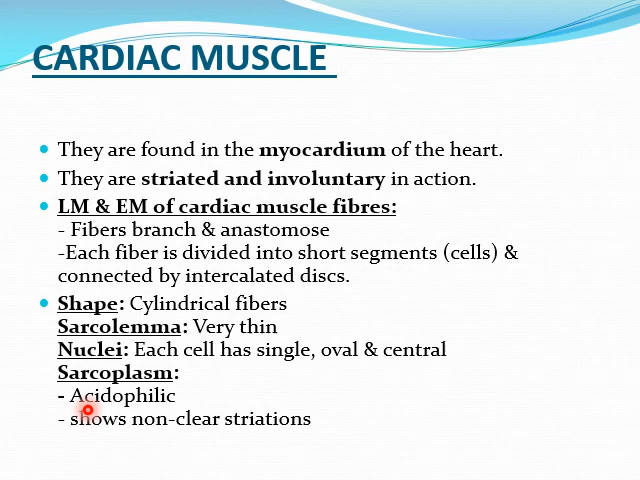 CARDIAC MUSCLE
They are found in the myocardium of the heart.
They are striated and involuntary in action.
LM & EM of cardiac muscle fibres:
- Fibers branch & anastomose
-Each fiber is divided into short segments (cells) &
connected by intercalated discs.
Shape: Cylindrical fibers
Sarcolemma: Very thin
Nuclei: Each cell has single, oval & central
Sarcoplasm:
- Acidophilic
- shows non-clear striations